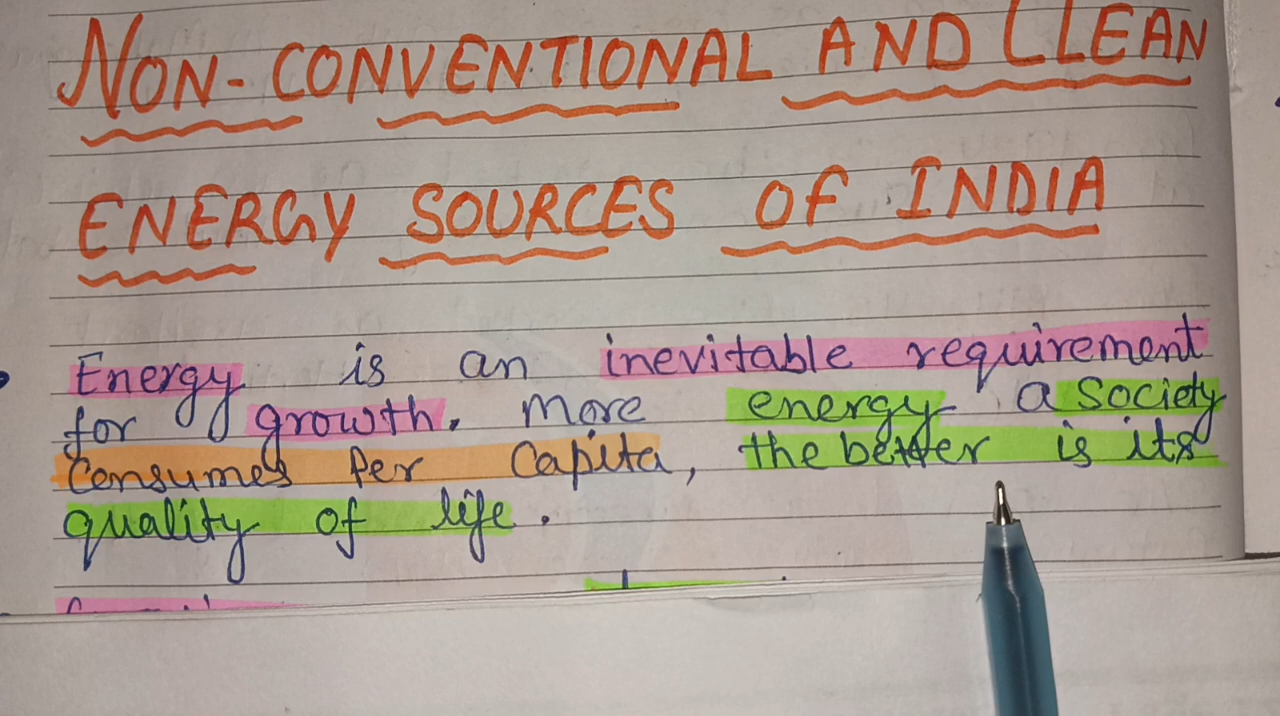 NON-CONVENTIONAL AND CLEAN
ENERGY SOURCES OF INDIA
Energy is an inevitable requirement
for growth. More energy a society
consumes Per Capita, the better is its
quality of life.